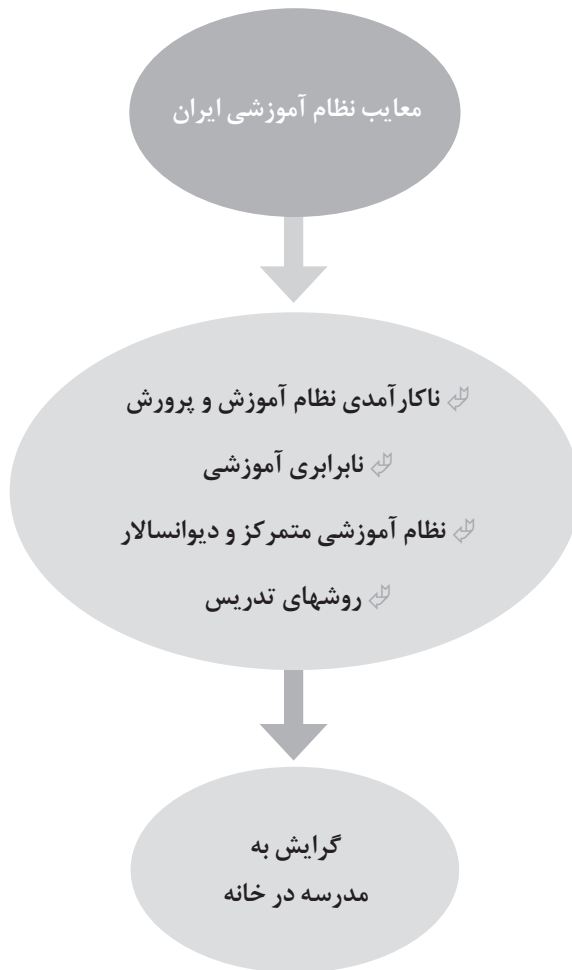 معایب نظام آموزشی ایران
ناکارآمدی نظام آموزش و پرورش
نابرابری آموزشی
نظام آموزشی متمرکز و دیوانسالار
روشهای تدریس
گرایش به
مدرسه در خانه